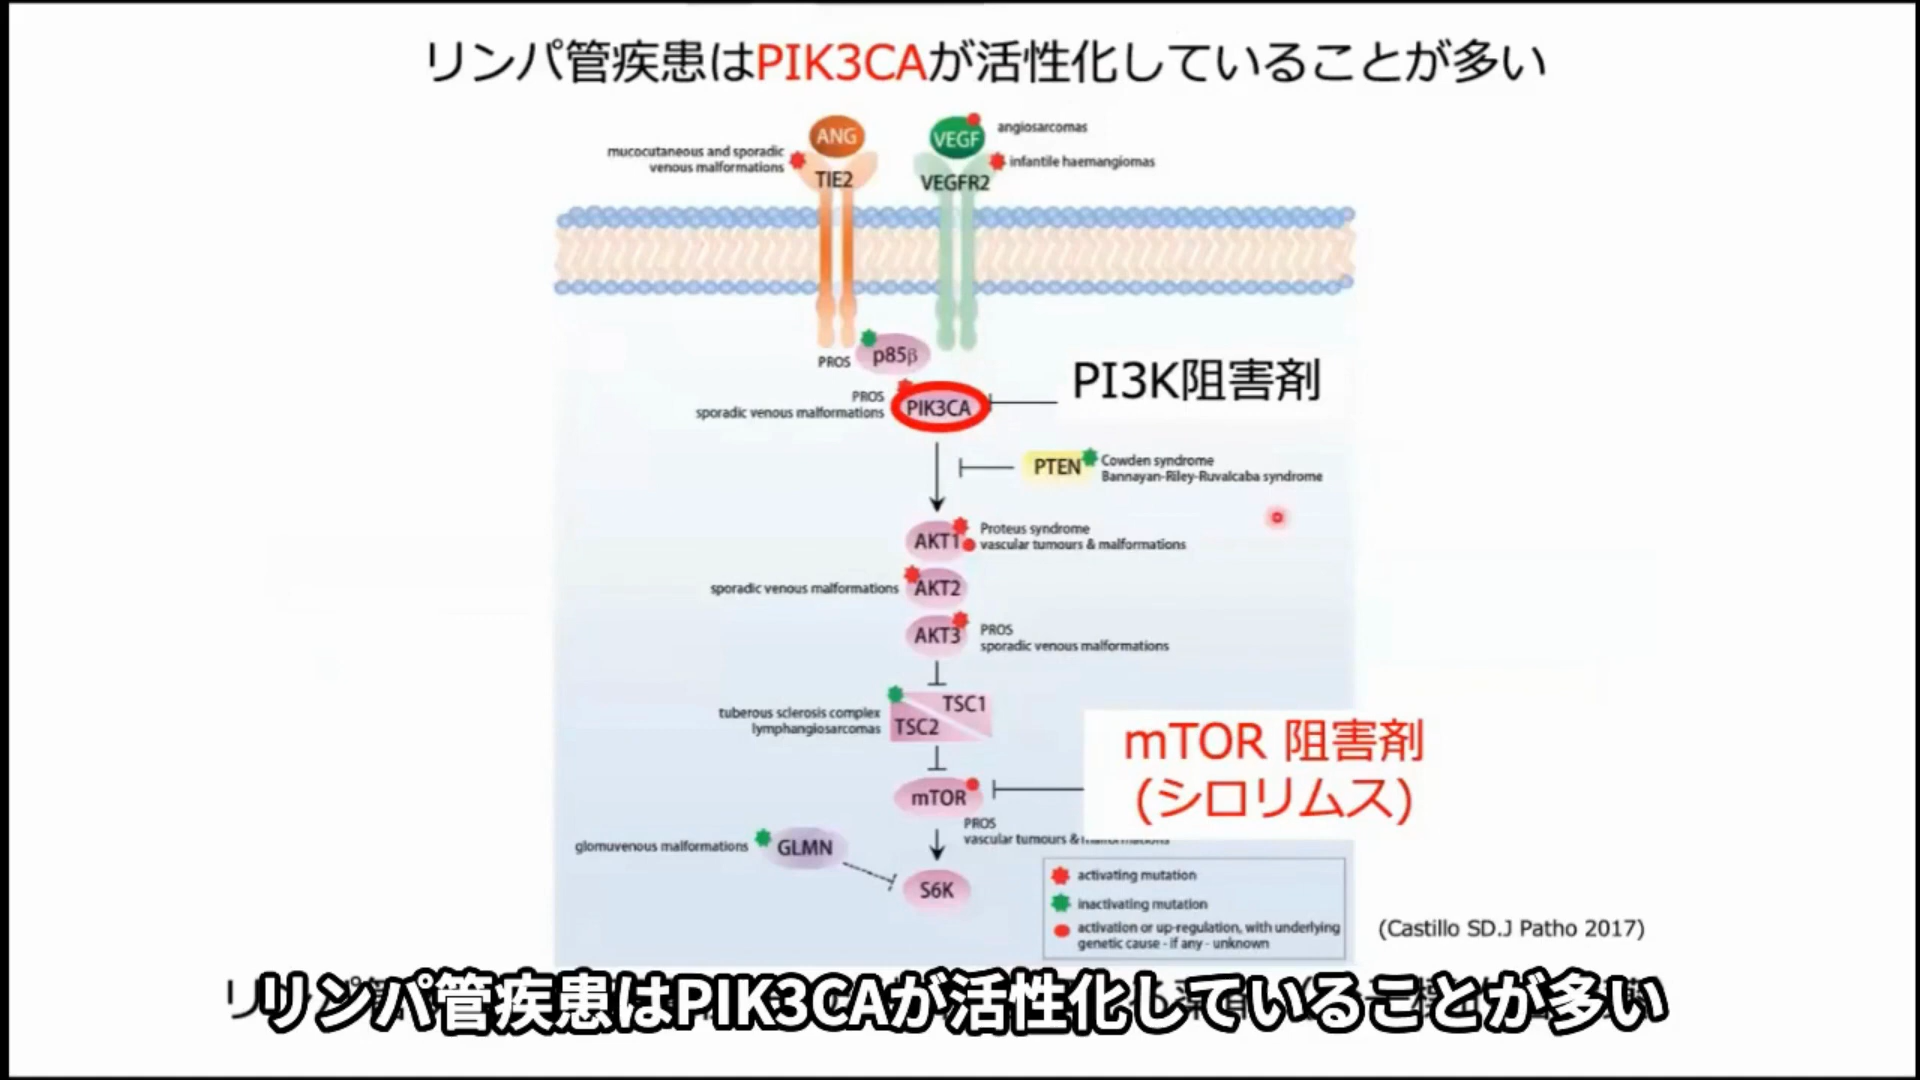 リンパ管疾患はPIK3CAが活性化していることが多い
ANG
VEGF
angiosarcomas
mucocutaneous and sporadic
venous malformations
infantile haemangiomas
TIE2
VEGFR2
p85β
PROS
PI3K阻害剤
PROS
sporadic venous malformations
PIK3CA
PTEN
Cowden syndrome
Bannayan-Riley-Ruvalcaba syndrome
AKT1
Proteus syndrome
vascular tumours & malformations
sporadic venous malformations
AKT2
AKT3
PROS
sporadic venous malformations
TSC1
TSC2
tuberous sclerosis complex
lymphangiosarcomas
mTOR 阻害剤
(シロリムス)
mTOR
PROS
vascular tumours & malformations
glomuvenous malformations
GLMN
S6K
activating mutation
inactivating mutation
activation or up-regulation, with underlying
genetic cause - if any - unknown
(Castillo SD.J Patho 2017)
リンパ管疾患はPIK3CAが活性化していることが多い